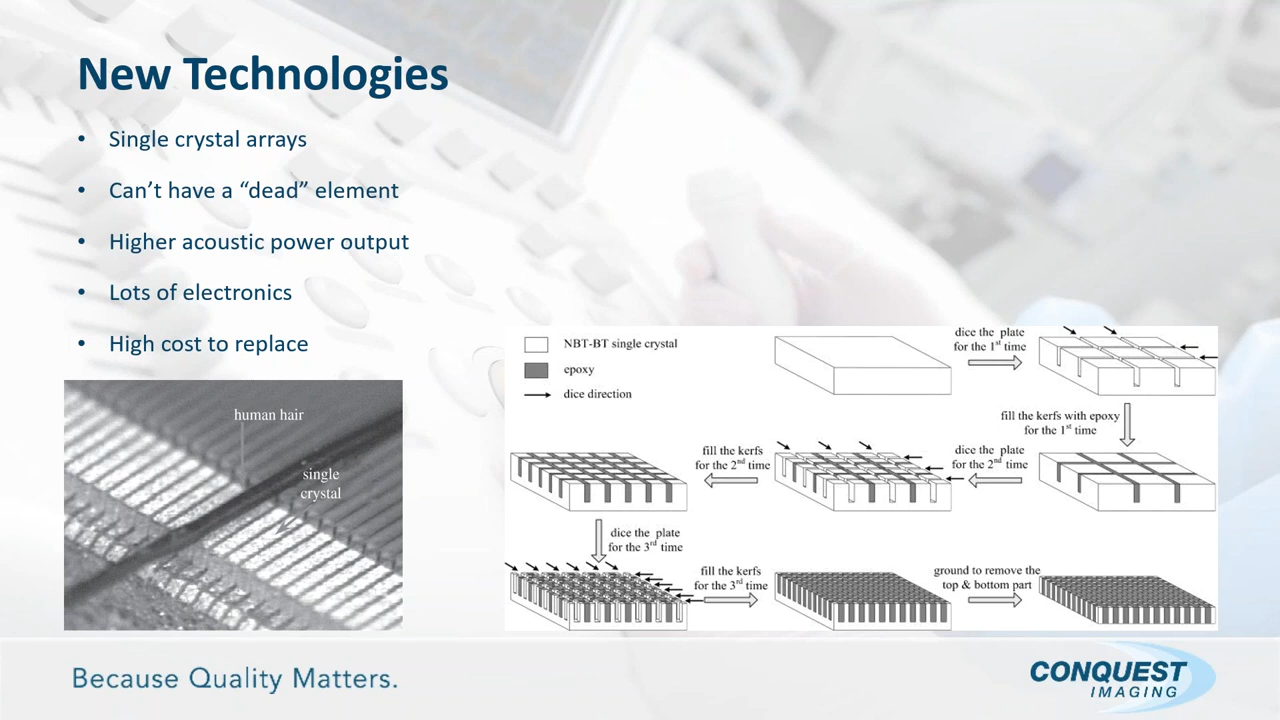 New Technologies
• Single crystal arrays
• Can’t have a “dead” element
• Higher acoustic power output
• Lots of electronics
• High cost to replace
human hair
single
crystal
NBT-BT single crystal
epoxy
dice direction
dice the plate
for the 1st time
fill the kerfs with epoxy
for the 1st time
dice the plate
for the 2nd time
fill the kerfs
for the 2nd time
dice the plate
for the 3rd time
fill the kerfs
for the 3rd time
ground to remove the
top & bottom part
Because Quality Matters.
CONQUEST
IMAGING